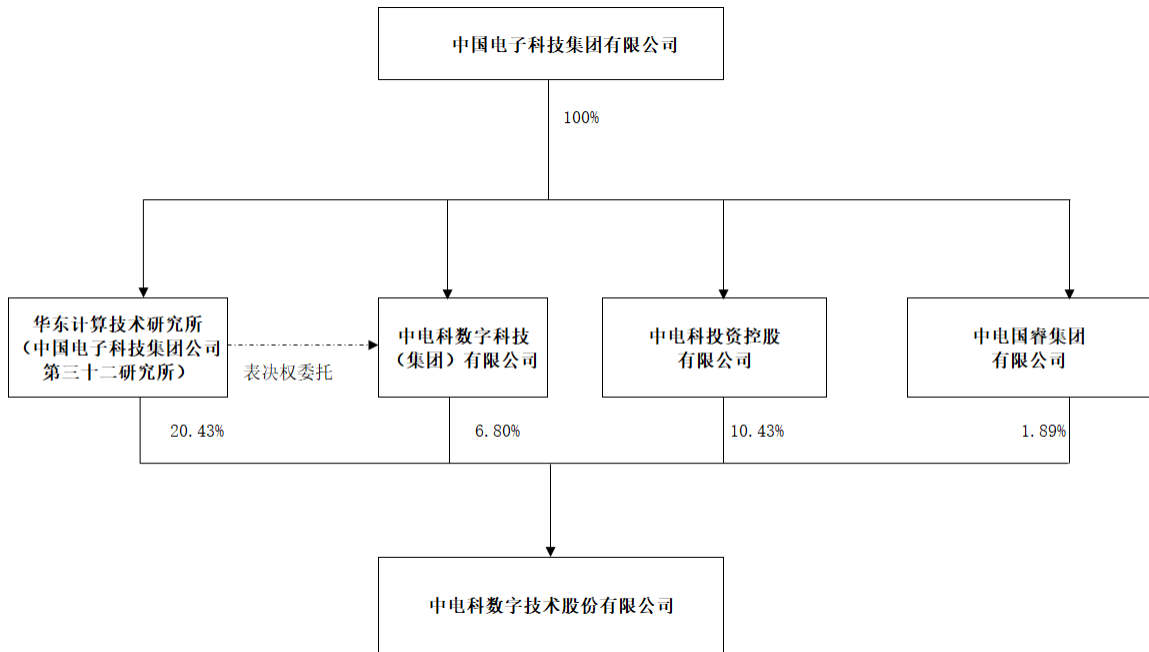 中国电子科技集团有限公司
100%
华东计算技术研究所
（中国电子科技集团公司
第三十二研究所）
表决权委托
中电科数字科技
（集团）有限公司
中电科投资控股
有限公司
中电国睿集团
有限公司
20.43%
6.80%
10.43%
1.89%
中电科数字技术股份有限公司